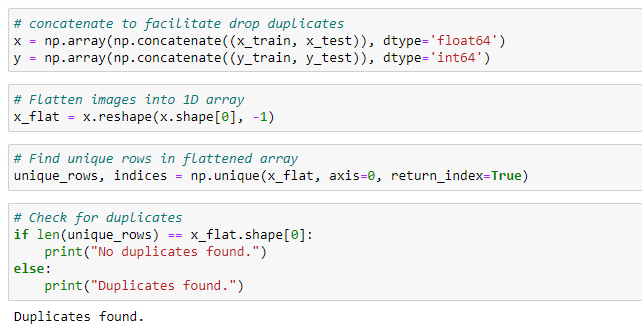 # concatenate to facilitate drop duplicates
x = np.array(np.concatenate((x_train, x_test)), dtype='float64')
y = np.array(np.concatenate((y_train, y_test)), dtype='int64')
# Flatten images into 1D array
x_flat = x.reshape(x.shape[0], -1)
# Find unique rows in flattened array
unique_rows, indices = np.unique(x_flat, axis=0, return_index=True)
# Check for duplicates
if len(unique_rows) == x_flat.shape[0]:
    print("No duplicates found.")
else:
    print("Duplicates found.")
Duplicates found.